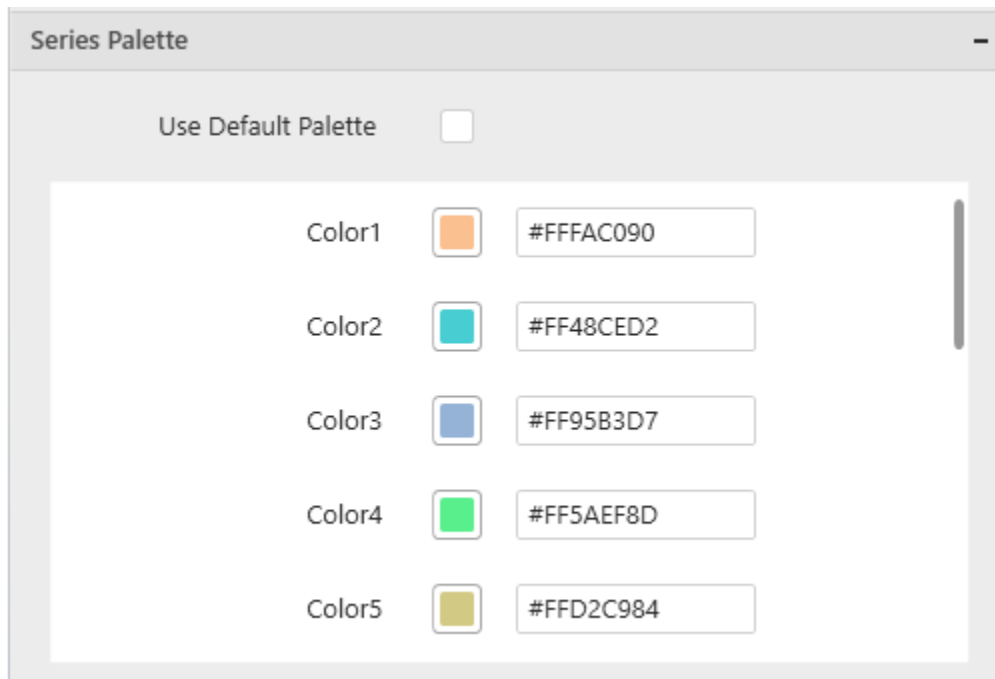 Series Palette
Use Default Palette
Color1 #FFFAC090
Color2 #FF48CED2
Color3 #FF95B3D7
Color4 #FF5AEF8D
Color5 #FFD2C984